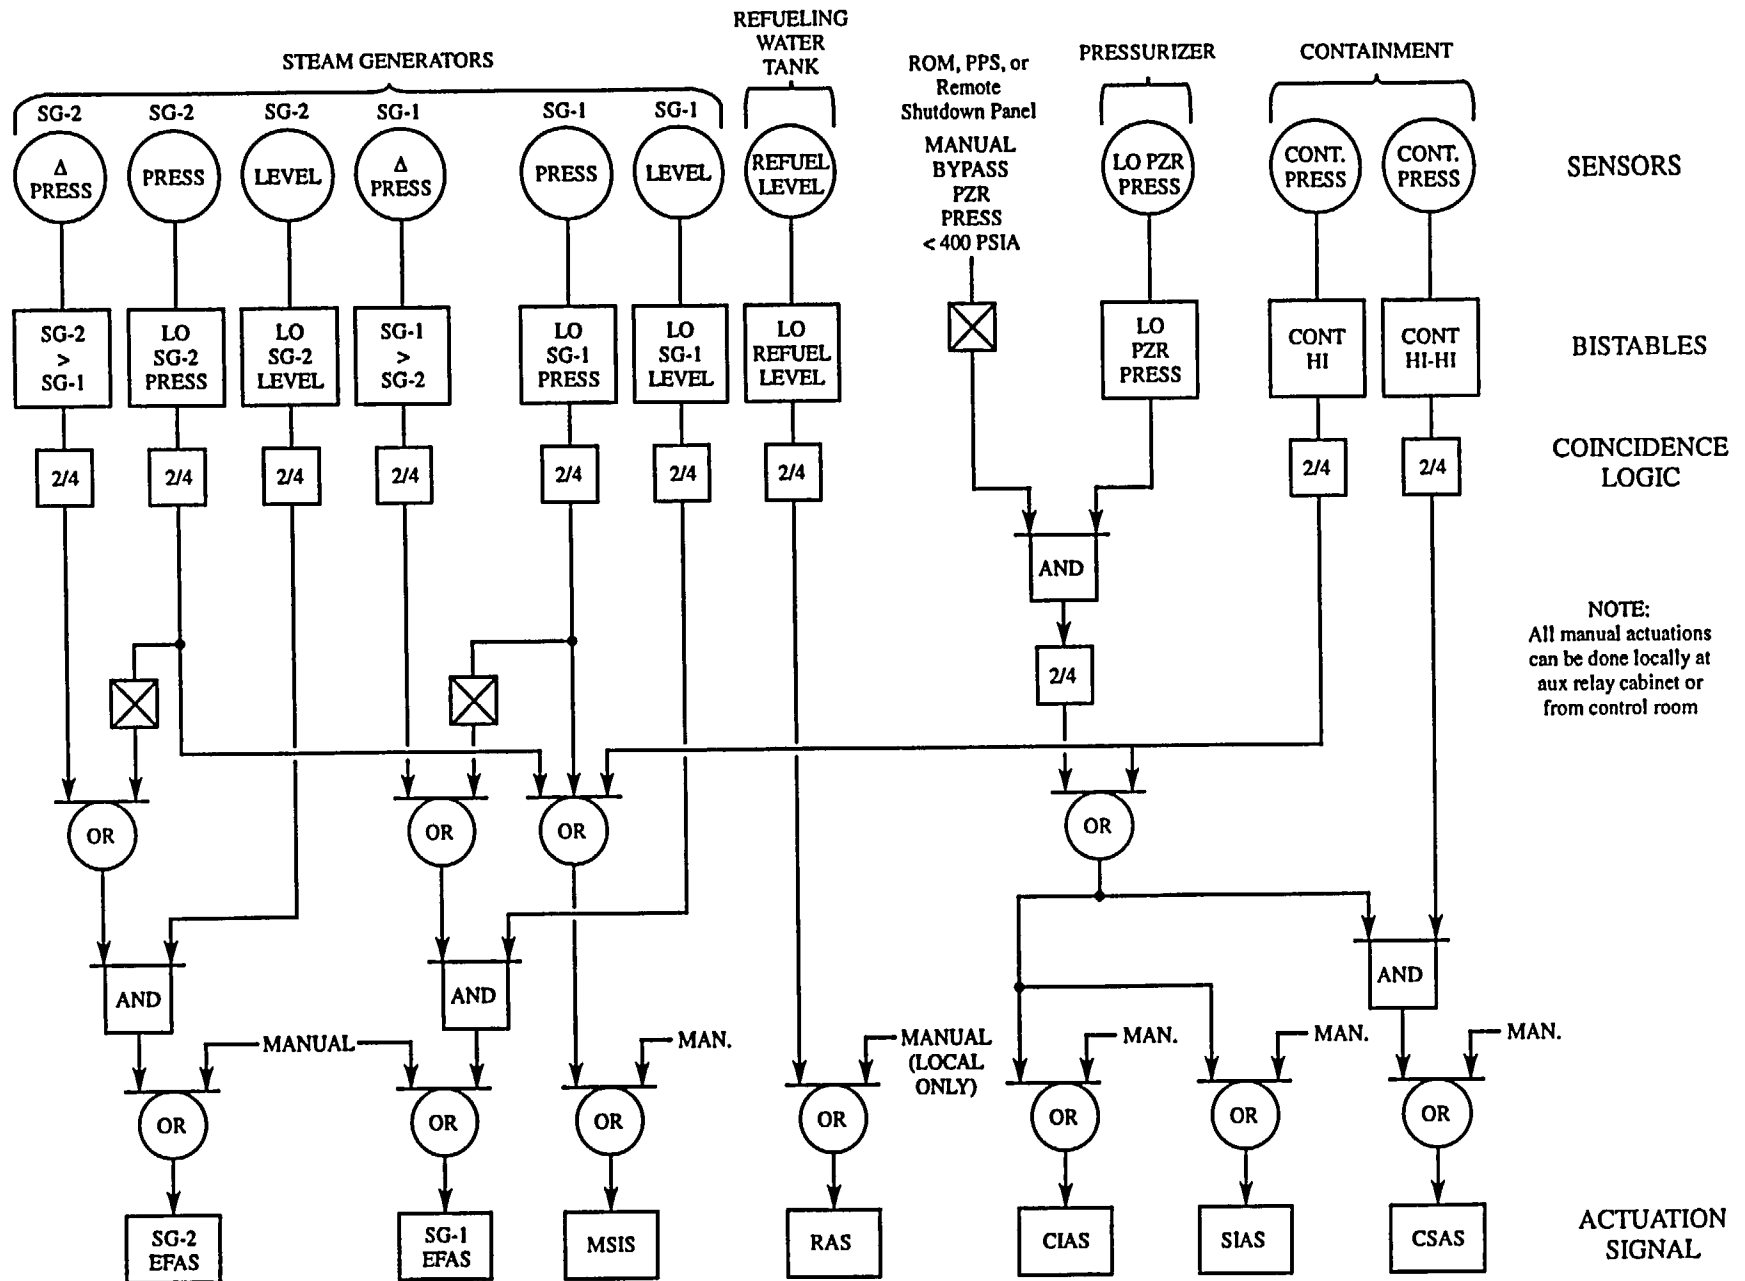 REFUELING
WATER
TANK
STEAM GENERATORS
ROM, PPS, or
Remote
Shutdown Panel
PRESSURIZER
CONTAINMENT
SG-2
SG-2
SG-2
SG-1
SG-1
SG-1
Δ
PRESS
PRESS
LEVEL
Δ
PRESS
PRESS
LEVEL
REFUEL
LEVEL
MANUAL
BYPASS
PZR
PRESS
< 400 PSIA
LO PZR
PRESS
CONT.
PRESS
CONT.
PRESS
SENSORS
SG-2
>
SG-1
LO
SG-2
PRESS
LO
SG-2
LEVEL
SG-1
>
SG-2
LO
SG-1
PRESS
LO
SG-1
LEVEL
LO
REFUEL
LEVEL
LO
PZR
PRESS
CONT
HI
CONT
HI-HI
BISTABLES
2/4
2/4
2/4
2/4
2/4
2/4
2/4
2/4
2/4
COINCIDENCE
LOGIC
AND
2/4
NOTE:
All manual actuations
can be done locally at
aux relay cabinet or
from control room
OR
OR
OR
OR
AND
AND
AND
MANUAL
MAN.
MANUAL
(LOCAL
ONLY)
MAN.
MAN.
MAN.
OR
OR
OR
OR
OR
OR
OR
SG-2
EFAS
SG-1
EFAS
MSIS
RAS
CIAS
SIAS
CSAS
ACTUATION
SIGNAL